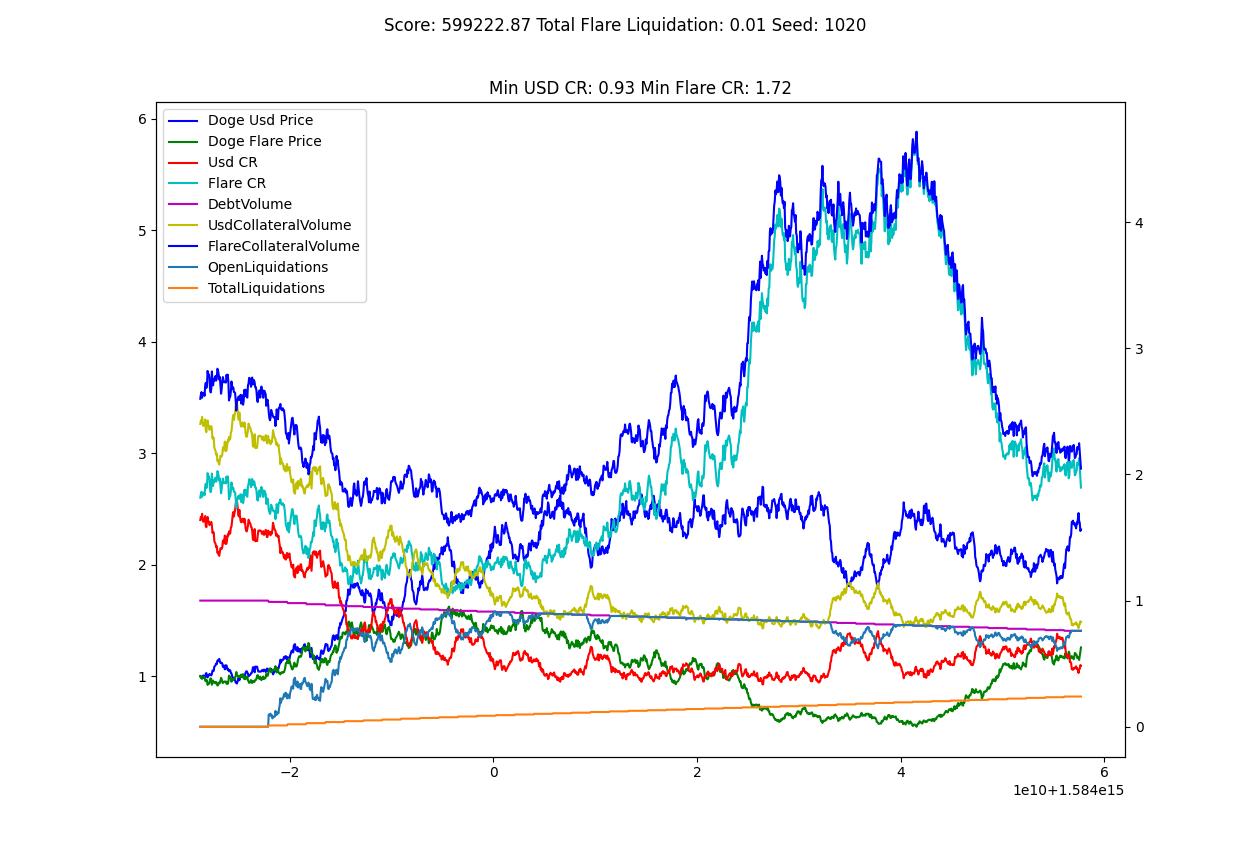 Score: 599222.87 Total Flare Liquidation: 0.01 Seed: 1020
Min USD CR: 0.93 Min Flare CR: 1.72
Doge Usd Price
Doge Flare Price
Usd CR
Flare CR
DebtVolume
UsdCollateralVolume
FlareCollateralVolume
OpenLiquidations
TotalLiquidations
6
5
4
3
2
1
4
3
2
1
0
−2
0
2
4
6
1e10+1.584e15